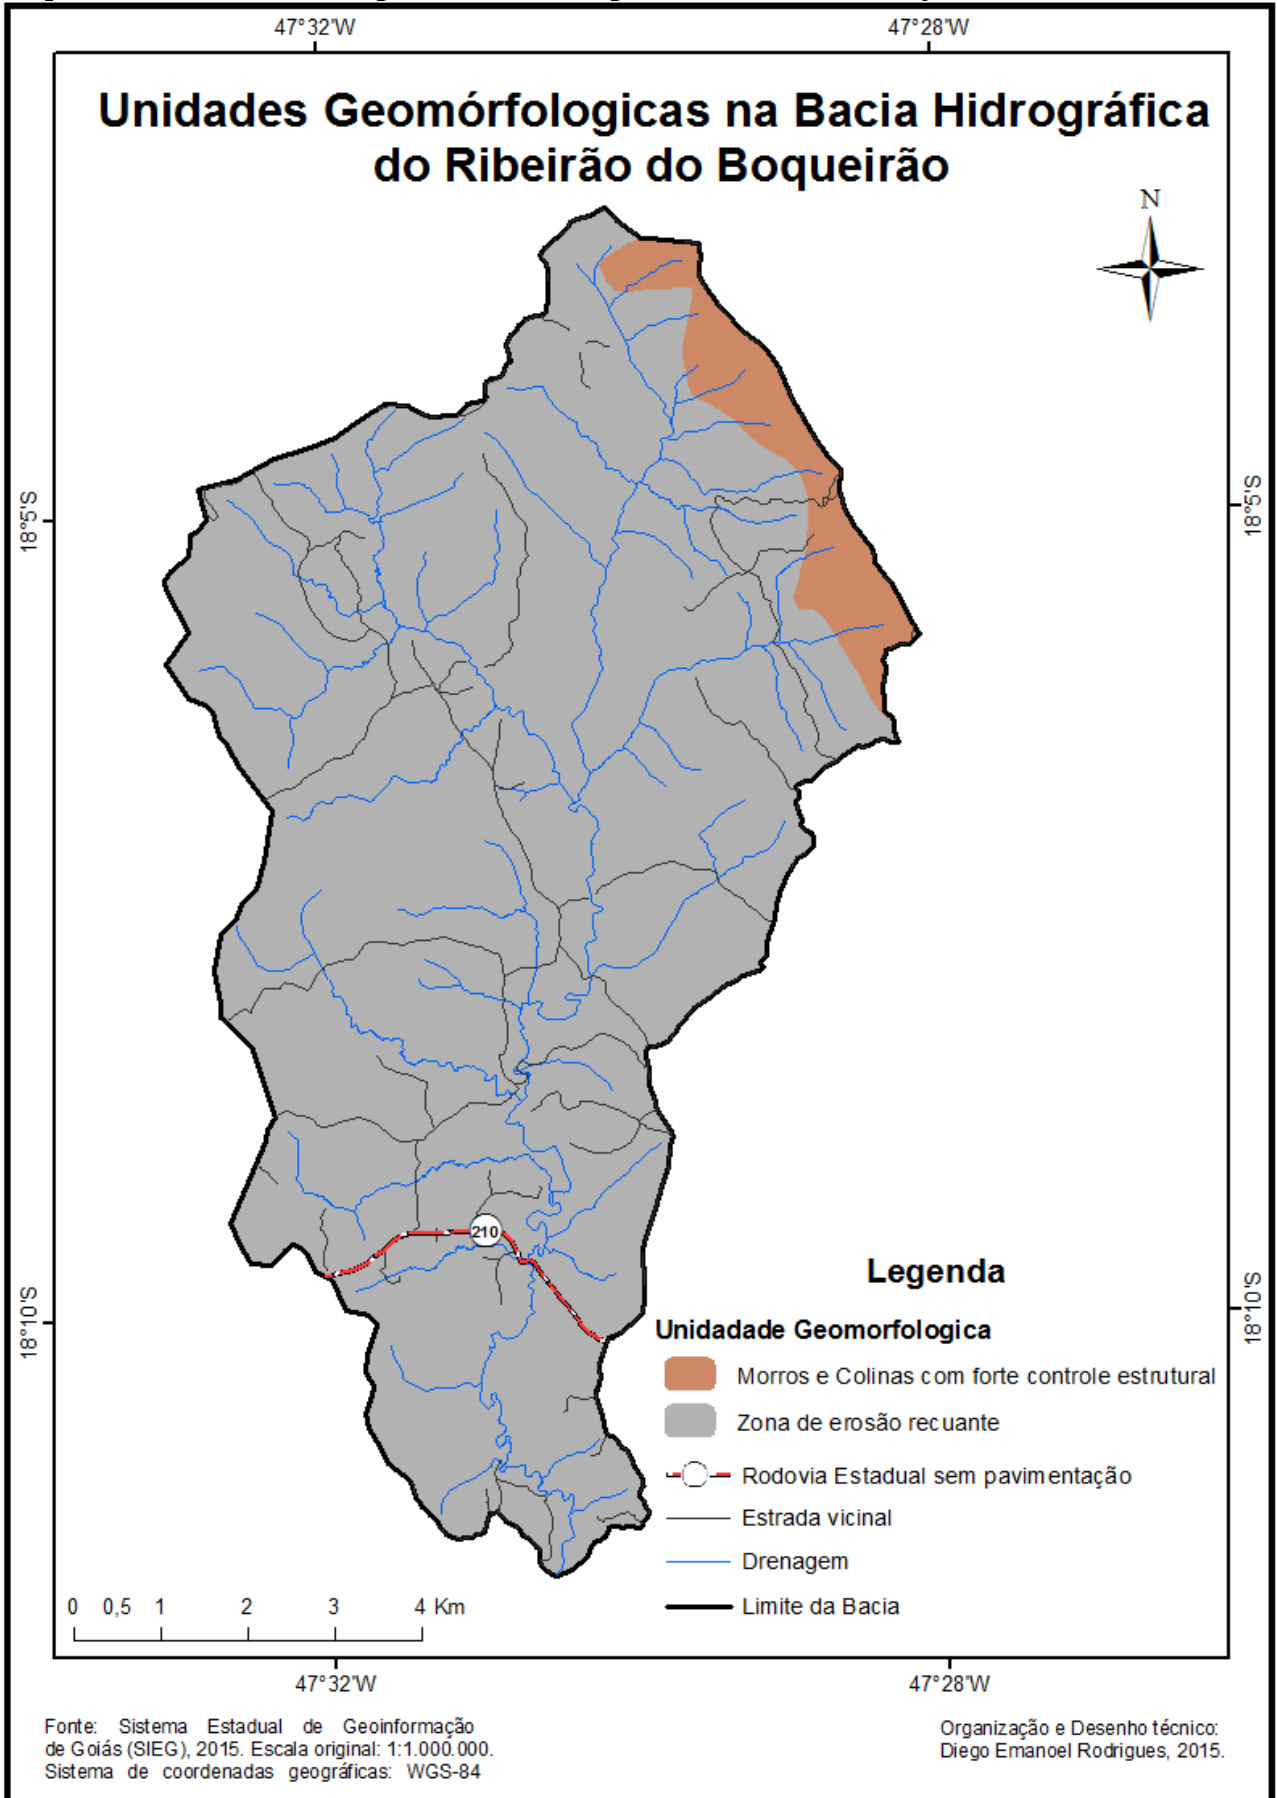 47°32'W 47°28'W
Unidades Geomórfologicas na Bacia Hidrográfica
do Ribeirão do Boqueirão
N
18°5'S 18°5'S
210
18°10'S 18°10'S
Legenda
Unidadade Geomorfologica
Morros e Colinas com forte controle estrutural
Zona de erosão recuante
Rodovia Estadual sem pavimentação
Estrada vicinal
Drenagem
Limite da Bacia
0 0,5 1 2 3 4 Km
47°32'W 47°28'W
Fonte: Sistema Estadual de Geoinformação
de Goiás (SIEG), 2015. Escala original: 1:1.000.000.
Sistema de coordenadas geográficas: WGS-84
Organização e Desenho técnico:
Diego Emanoel Rodrigues, 2015.